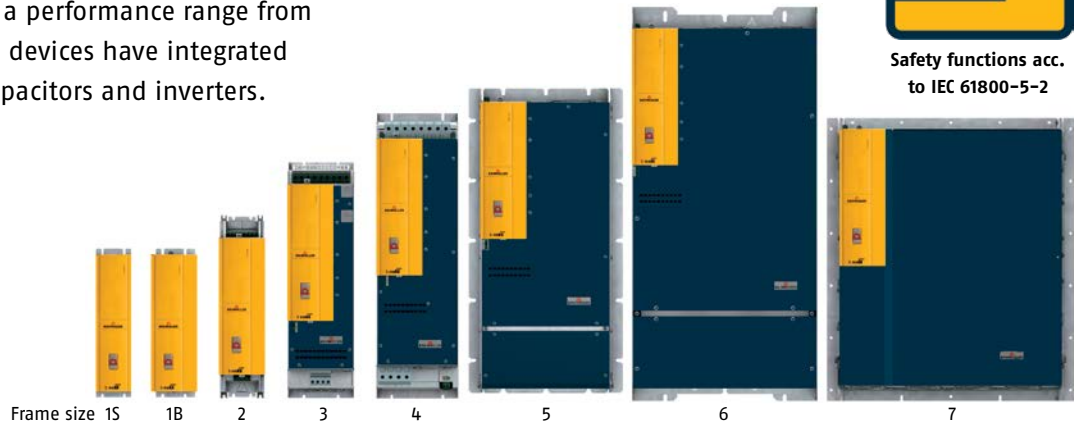 a performance range from
devices have integrated
pacitors and inverters.
Safety functions acc.
to IEC 61800-5-2
Frame size 1S 1B 2 3 4 5 6 7